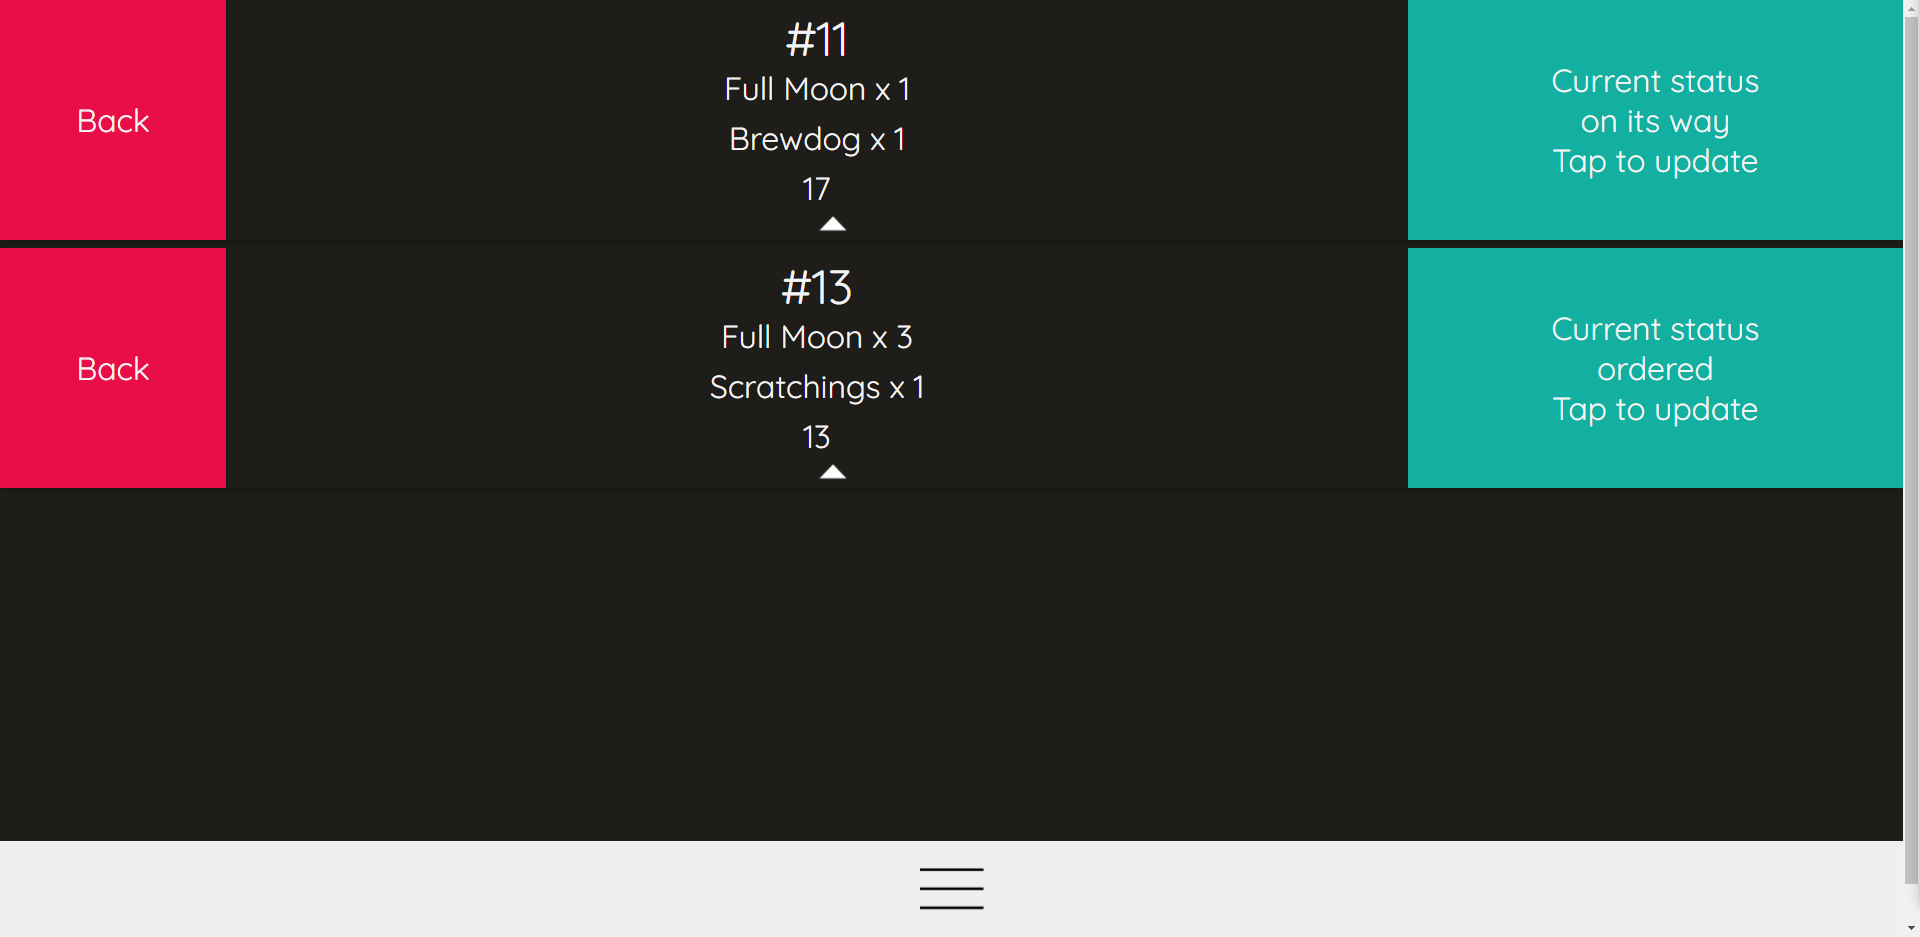 Back
#11
Full Moon x 1
Brewdog x 1
17
Current status
on its way
Tap to update
Back
#13
Full Moon x 3
Scratchings x 1
13
Current status
ordered
Tap to update